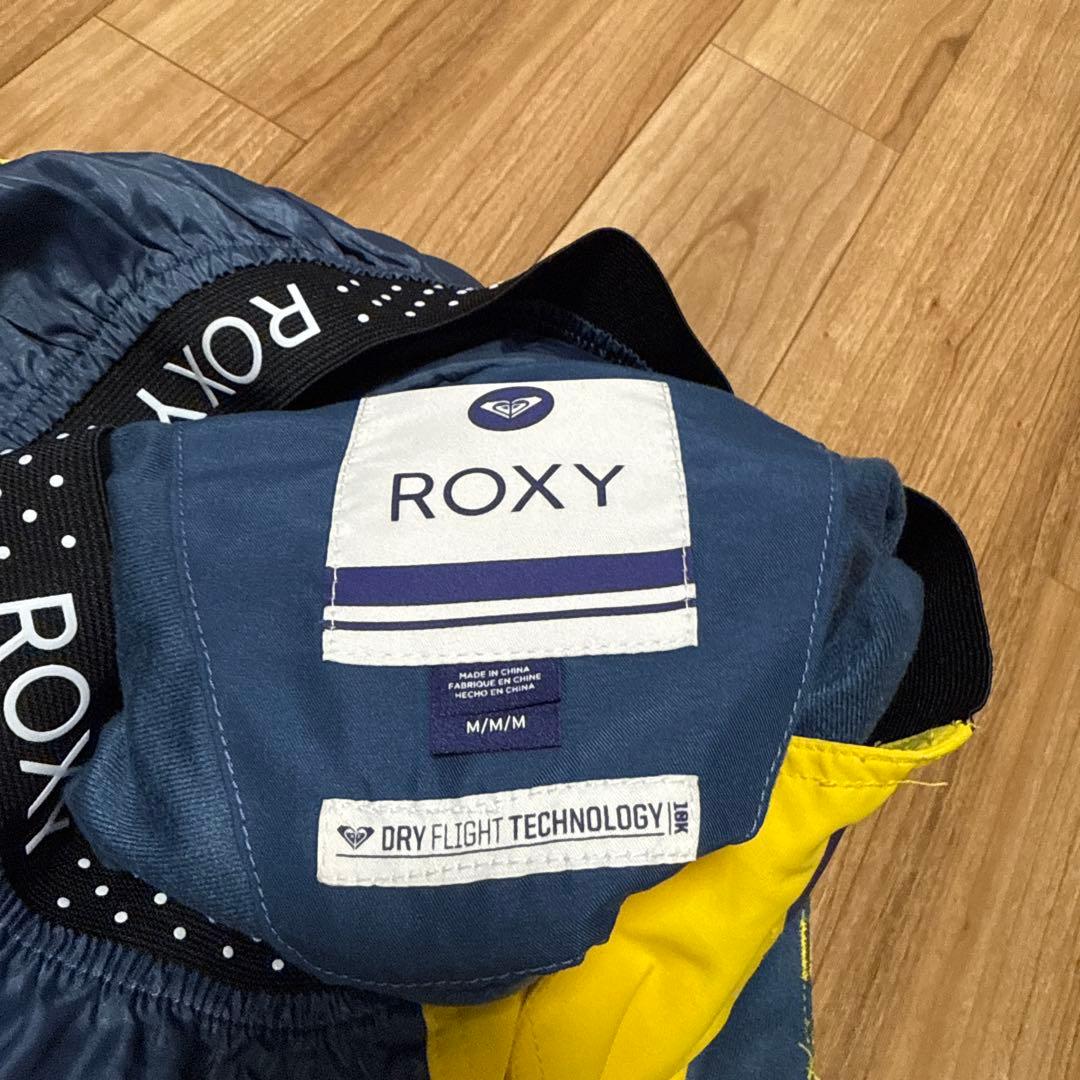 ROXY
ROXY
ROXY
MADE IN CHINA
FABRIQUE EN CHINE
HECHO EN CHINA
M/M/M
DRY FLIGHT TECHNOLOGY 10K